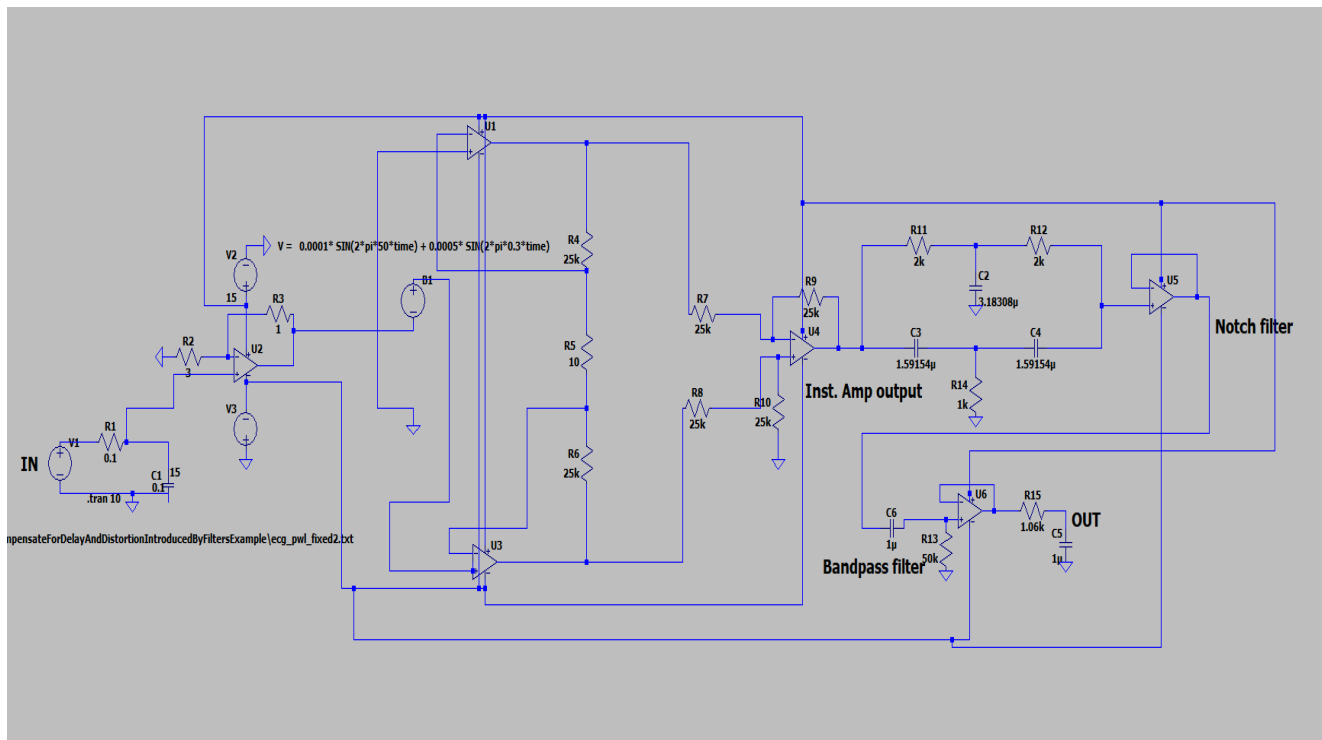 U1
V = 0.0001* SIN(2*pi*50*time) + 0.0005* SIN(2*pi*0.3*time)
V2
15
R3
1
R2
3
U2
V3
R1
0.1
V1
IN
C1
15
0.1
.tran 10
mpensateForDelayAndDistortionIntroducedByFiltersExample\ecg_pwl_fixed2.txt
B1
R4
25k
R5
10
R6
25k
U3
R7
25k
R8
25k
R9
25k
U4
R10
25k
Inst. Amp output
R11
2k
R12
2k
C2
3.18308µ
C3
1.59154µ
C4
1.59154µ
R14
1k
U5
Notch filter
C6
1µ
R13
50k
U6
R15
1.06k
C5
1µ
OUT
Bandpass filter